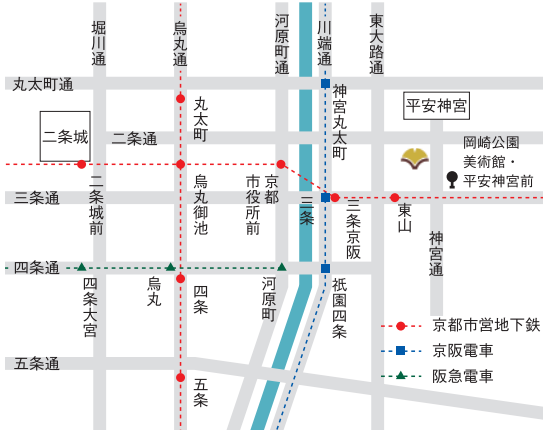 堀川通
烏丸通
河原町通
川端通
東大路通
丸太町通
丸太町
神宮丸太町
平安神宮
二条城
二条通
岡崎公園
美術館・
平安神宮前
二条城前
烏丸御池
京都
市役所前
三条通
三条
三条京阪
東山
神宮通
四条通
四条大宮
烏丸
四条
河原町
祇園四条
京都市営地下鉄
京阪電車
阪急電車
五条通
五条